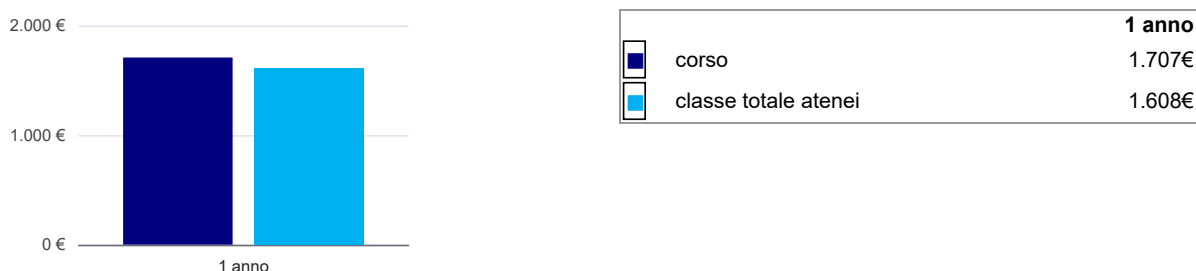 2.000 €
1.000 €
0 €
1 anno
1 anno
corso 1.707€
classe totale atenei 1.608€